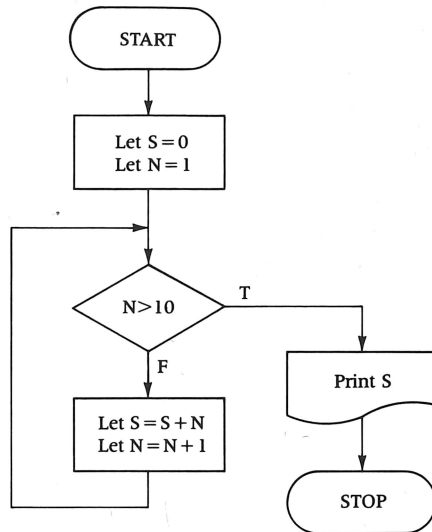 START
Let S=0
Let N=1
N>10
T
F
Let S=S+N
Let N=N+1
Print S
STOP